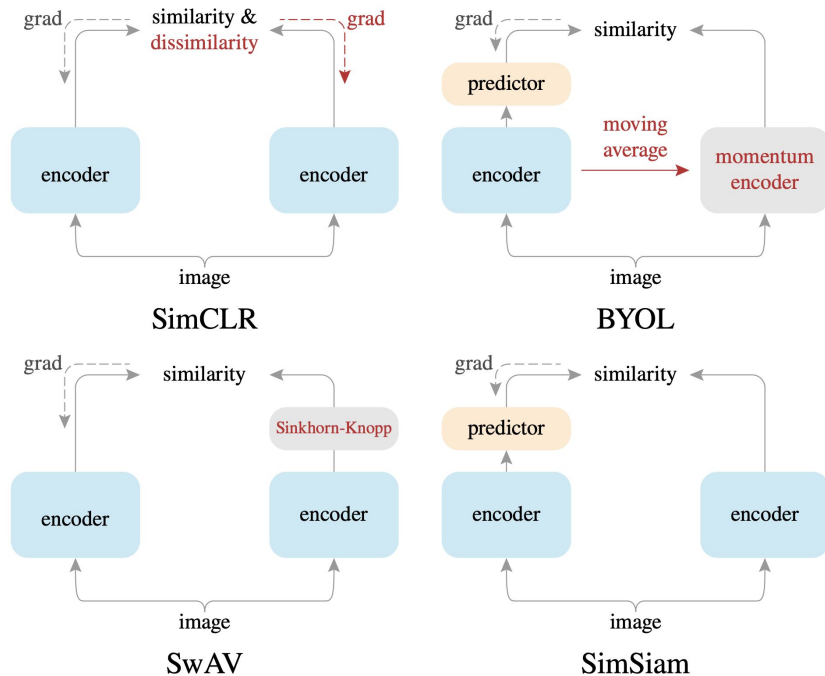 grad
similarity &
dissimilarity
grad
encoder
encoder
image
SimCLR
grad
similarity
predictor
encoder
moving
average
momentum
encoder
image
BYOL
grad
similarity
Sinkhorn-Knopp
encoder
encoder
image
SwAV
grad
similarity
predictor
encoder
encoder
image
SimSiam